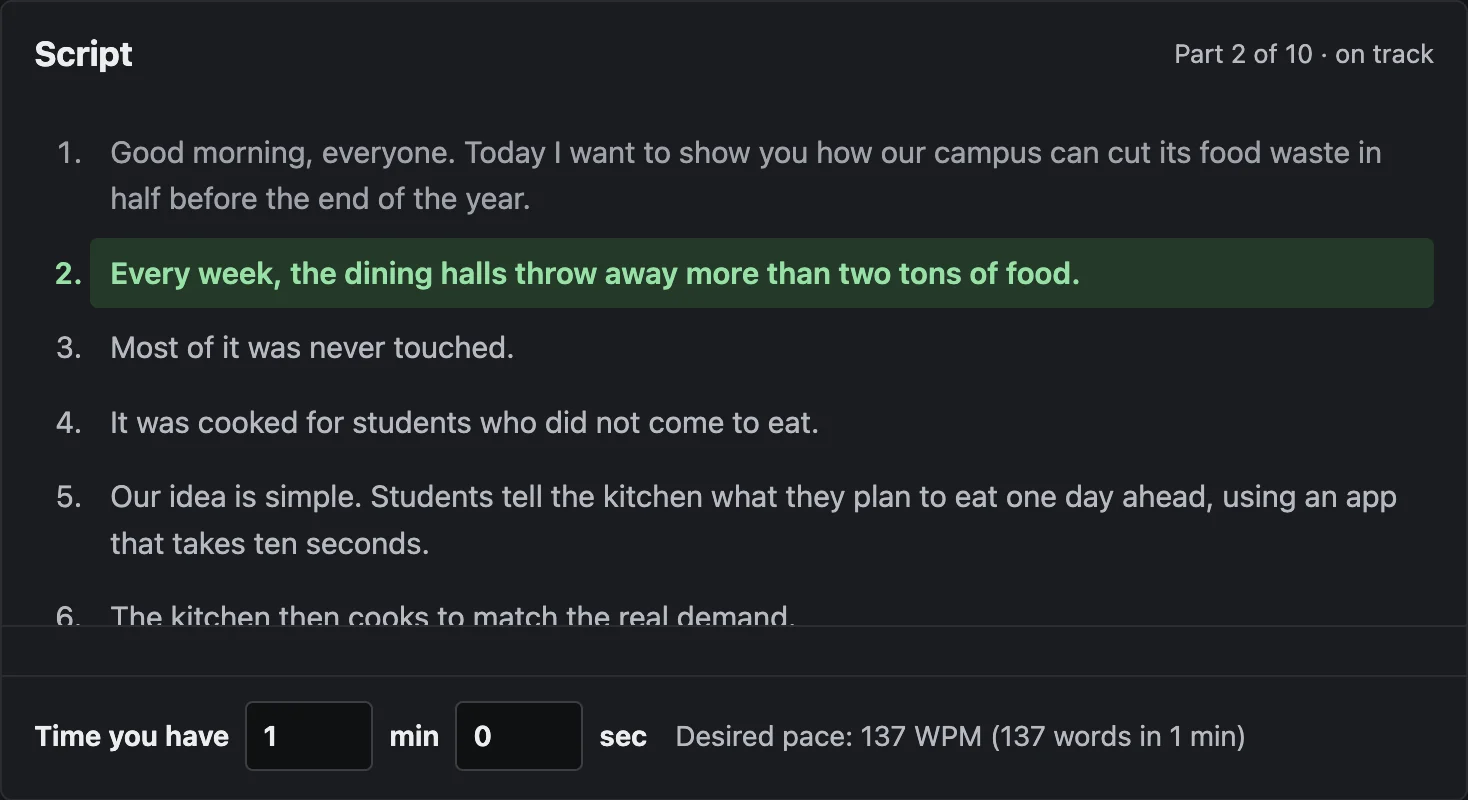 Script
Part 2 of 10 · on track
1. Good morning, everyone. Today I want to show you how our campus can cut its food waste in
half before the end of the year.
2. Every week, the dining halls throw away more than two tons of food.
3. Most of it was never touched.
4. It was cooked for students who did not come to eat.
5. Our idea is simple. Students tell the kitchen what they plan to eat one day ahead, using an app
that takes ten seconds.
6. The kitchen then cooks to match the real demand.
Time you have 1 min 0 sec Desired pace: 137 WPM (137 words in 1 min)